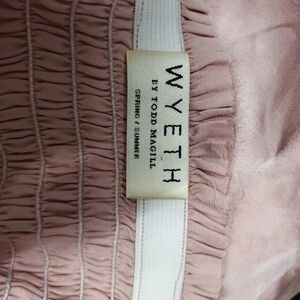 WYETH
BY TODD MAGILL
SPRING / SUMMER